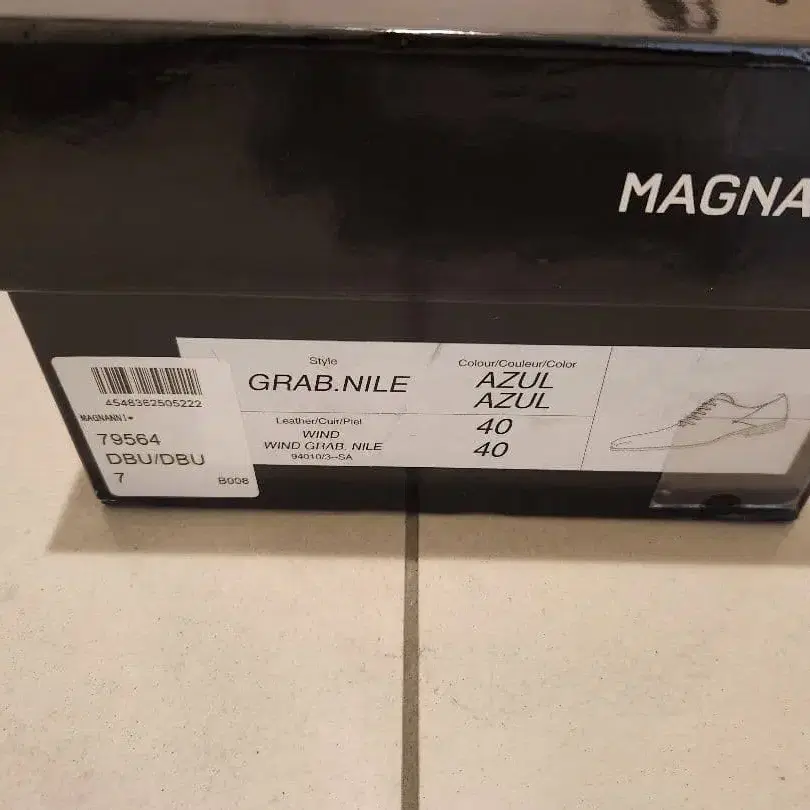 MAGNA
Style
GRAB.NILE
Colour/Couleur/Color
AZUL
AZUL
Leather/Cuir/Piel
WIND
WIND GRAB. NILE
94010/3--SA
40
40
4548362505222
MAGNANNI*
79564
DBU/DBU
7
B008